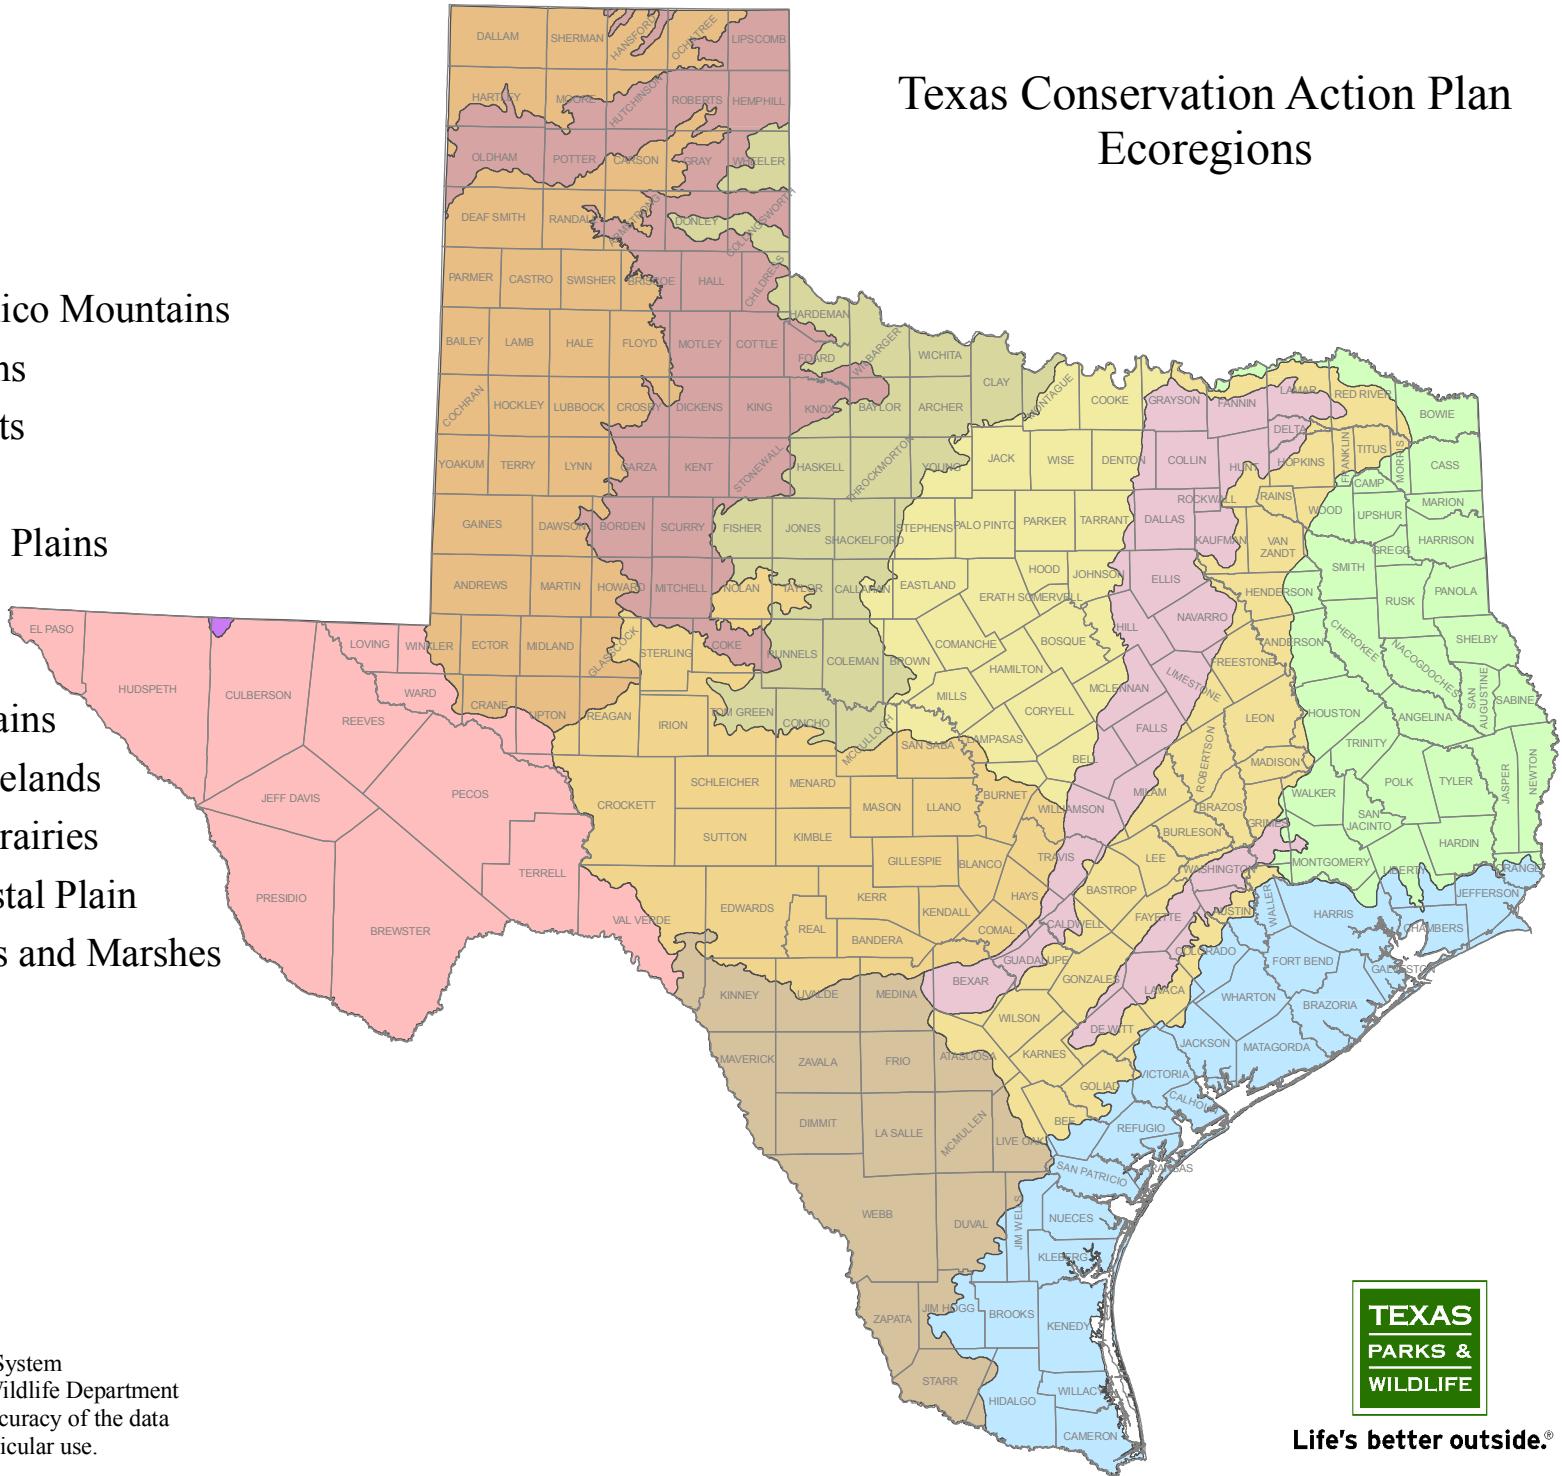 Texas Conservation Action Plan
Ecoregions
ico Mountains
ns
ts
Plains
ains
elands
rairies
stal Plain
s and Marshes
System
Wildlife Department
curacy of the data
icular use.
DALLAM SHERMAN HANSFORD OCHILTREE LIPSCOMB
HARTLEY MOORE HUTCHINSON ROBERTS HEMPHILL
OLDHAM POTTER CARSON GRAY WHEELER
DEAF SMITH RANDALL ARMSTRONG DONLEY COLLINGSWORTH
PARMER CASTRO SWISHER BRISCOE HALL CHILDRESS
HARDEMAN
BAILEY LAMB HALE FLOYD MOTLEY COTTLE FOARD WILBARGER WICHITA CLAY MONTAGUE COOKE GRAYSON FANNIN LAMAR RED RIVER BOWIE
COCHRAN HOCKLEY LUBBOCK CROSBY DICKENS KING KNOX BAYLOR ARCHER DELTA
YOAKUM TERRY LYNN GARZA KENT STONEWALL HASKELL THROCKMORTON YOUNG JACK WISE DENTON COLLIN HUNT HOPKINS FRANKLIN TITUS MORRIS CASS
CAMP
GAINES DAWSON BORDEN SCURRY FISHER JONES SHACKELFORD STEPHENS PALO PINTO PARKER TARRANT DALLAS ROCKWALL RAINS WOOD UPSHUR MARION
KAUFMAN VAN ZANDT GREGG HARRISON
ANDREWS MARTIN HOWARD MITCHELL NOLAN TAYLOR CALLAHAN EASTLAND ERATH HOOD SOMERVELL JOHNSON ELLIS HENDERSON SMITH RUSK PANOLA
EL PASO HUDSPETH CULBERSON REEVES LOVING WINKLER ECTOR MIDLAND GLASSCOCK STERLING COKE RUNNELS COLEMAN BROWN COMANCHE BOSQUE HILL NAVARRO ANDERSON CHEROKEE NACOGDOCHES SHELBY
WARD CRANE UPTON REAGAN IRION TOM GREEN CONCHO MCCULLOCH MILLS HAMILTON CORYELL MCLENNAN LIMESTONE FREESTONE SAN AUGUSTINE SABINE
SAN SABA LAMPASAS BELL FALLS ROBERTSON LEON HOUSTON ANGELINA TRINITY
JEFF DAVIS PECOS CROCKETT SCHLEICHER MENARD MASON LLANO BURNET WILLIAMSON MILAM BRAZOS MADISON WALKER POLK TYLER JASPER NEWTON
SUTTON KIMBLE GILLESPIE BLANCO TRAVIS LEE BURLESON GRIMES SAN JACINTO HARDIN
PRESIDIO BREWSTER TERRELL VAL VERDE EDWARDS REAL KERR KENDALL HAYS BASTROP WASHINGTON MONTGOMERY LIBERTY ORANGE
BANDERA COMAL CALDWELL FAYETTE AUSTIN WALLER HARRIS CHAMBERS JEFFERSON
KINNEY UVALDE MEDINA BEXAR GUADALUPE GONZALES LAVACA COLORADO FORT BEND GALVESTON
WILSON DE WITT WHARTON BRAZORIA
MAVERICK ZAVALA FRIO ATASCOSA KARNES GOLIAD VICTORIA JACKSON MATAGORDA
DIMMIT LA SALLE MCMULLEN LIVE OAK BEE REFUGIO CALHOUN
SAN PATRICIO ARANSAS
WEBB DUVAL JIM WELLS NUECES
KLEBERG
ZAPATA JIM HOGG BROOKS KENEDY
STARR HIDALGO WILLACY
CAMERON
TEXAS
PARKS &
WILDLIFE
Life's better outside.®